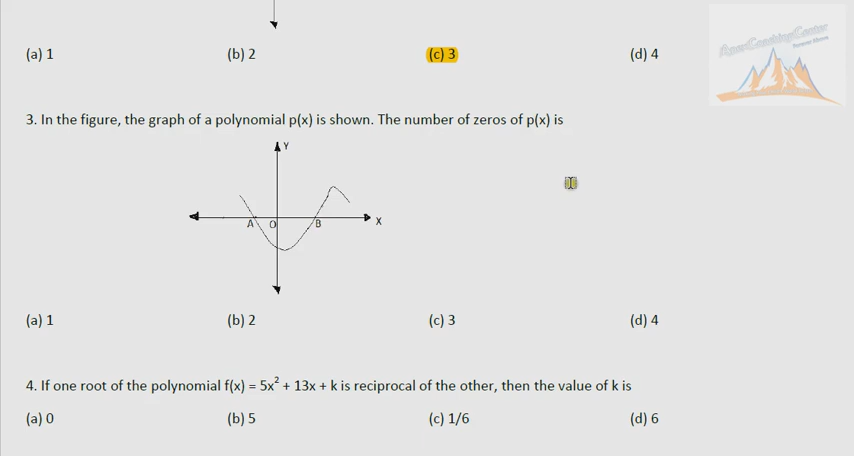 (a) 1 (b) 2 (c) 3 (d) 4
3. In the figure, the graph of a polynomial p(x) is shown. The number of zeros of p(x) is
Y
A O B X
(a) 1 (b) 2 (c) 3 (d) 4
4. If one root of the polynomial f(x) = 5x² + 13x + k is reciprocal of the other, then the value of k is
(a) 0 (b) 5 (c) 1/6 (d) 6